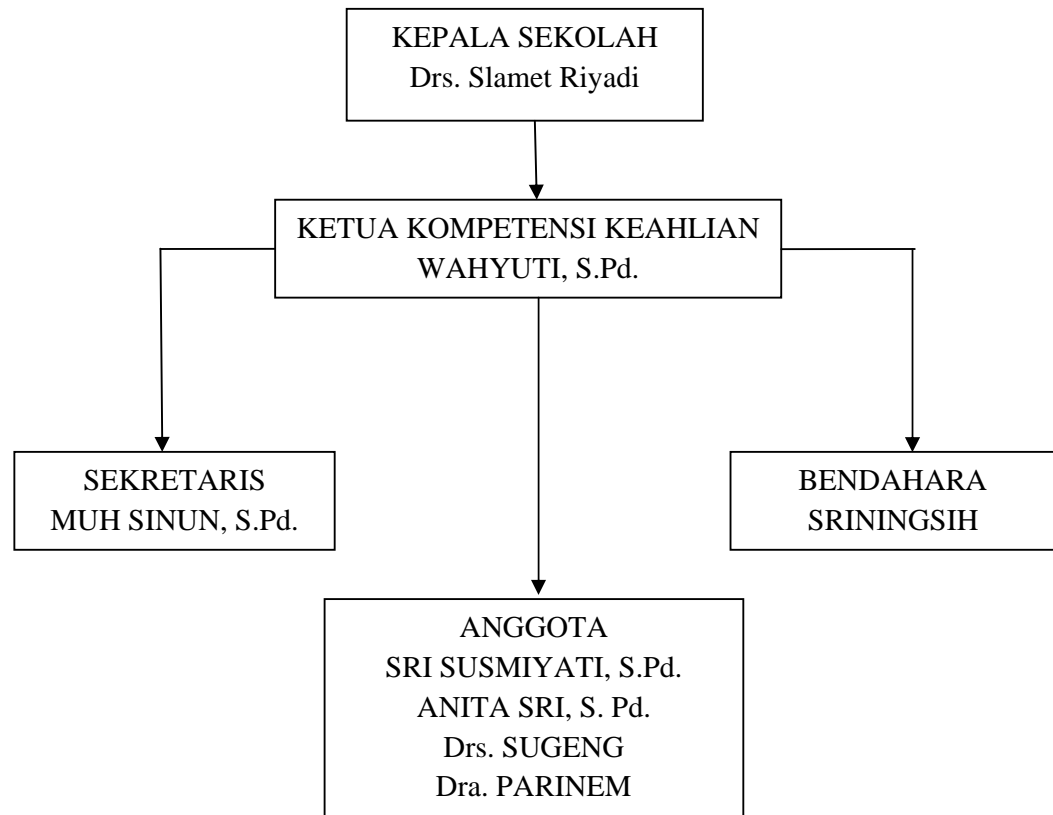 KEPALA SEKOLAH
Drs. Slamet Riyadi
KETUA KOMPETENSI KEAHLIAN
WAHYUTI, S.Pd.
SEKRETARIS
MUH SINUN, S.Pd.
BENDAHARA
SRININGSIH
ANGGOTA
SRI SUSMIYATI, S.Pd.
ANITA SRI, S. Pd.
Drs. SUGENG
Dra. PARINEM